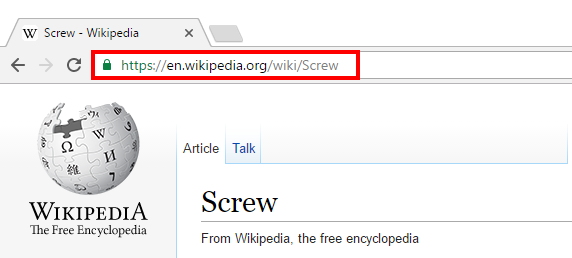 Screw - Wikipedia
https://en.wikipedia.org/wiki/Screw
W
Ω
W
И
維
WIKIPEDIA
The Free Encyclopedia
Article
Talk
Screw
From Wikipedia, the free encyclopedia